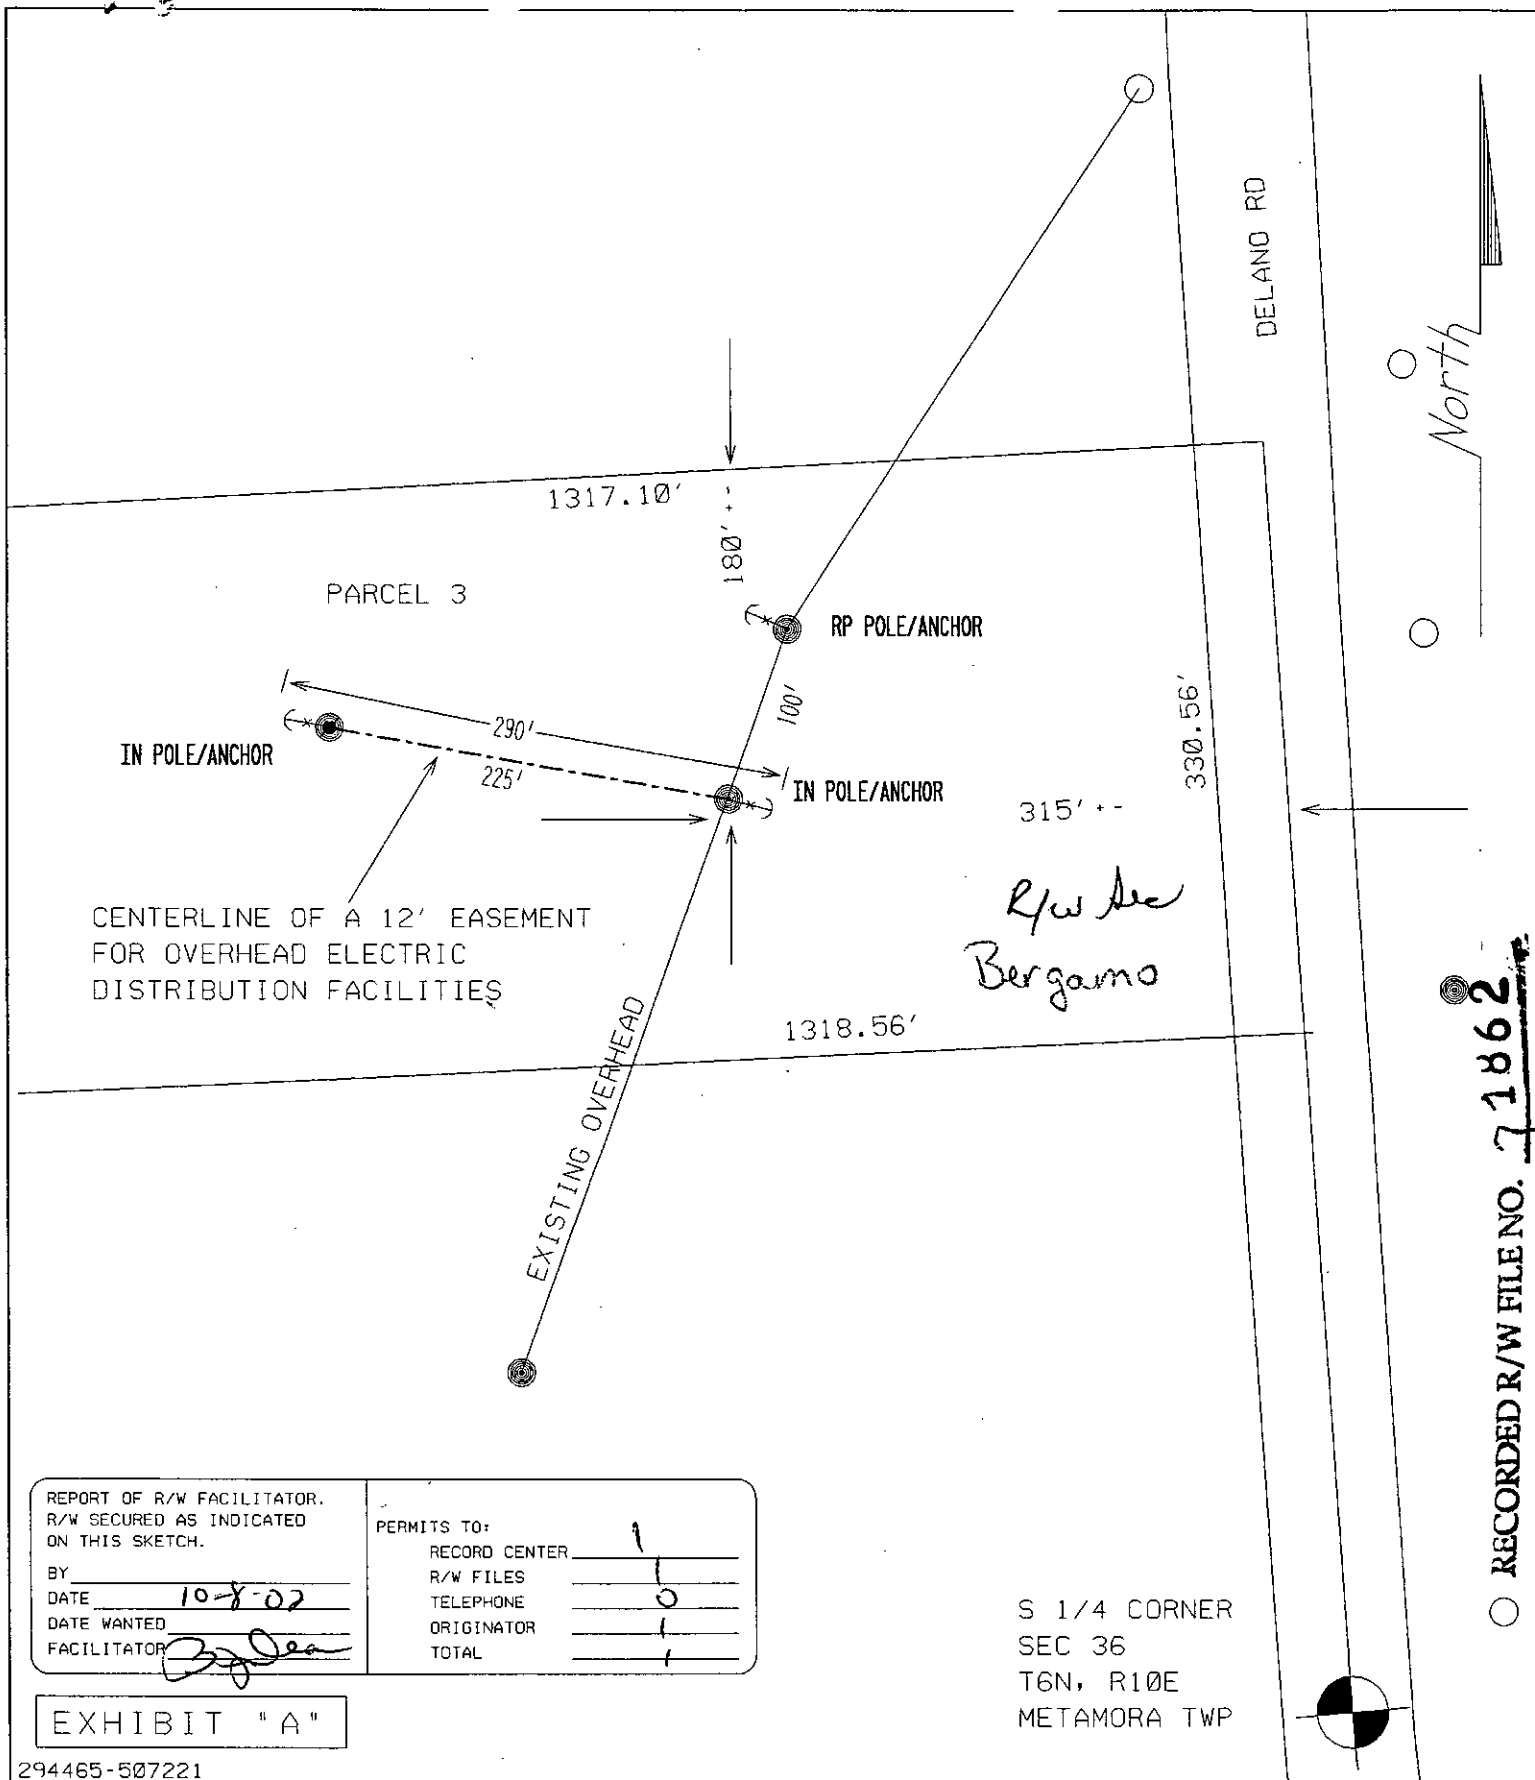 DELANO RD
North
1317.10'
180' +-
PARCEL 3
RP POLE/ANCHOR
100'
290'
225'
IN POLE/ANCHOR
IN POLE/ANCHOR
330.56'
315' +-
CENTERLINE OF A 12' EASEMENT
FOR OVERHEAD ELECTRIC
DISTRIBUTION FACILITIES
R/W Sec
Bergamo
1318.56'
EXISTING OVERHEAD
RECORDED R/W FILE NO. 71862
REPORT OF R/W FACILITATOR.
R/W SECURED AS INDICATED
ON THIS SKETCH.
BY
DATE 10-8-02
DATE WANTED
FACILITATOR
PERMITS TO:
RECORD CENTER 1
R/W FILES 1
TELEPHONE 0
ORIGINATOR 1
TOTAL 1
S 1/4 CORNER
SEC 36
T6N, R10E
METAMORA TWP
EXHIBIT "A"
294465-507221